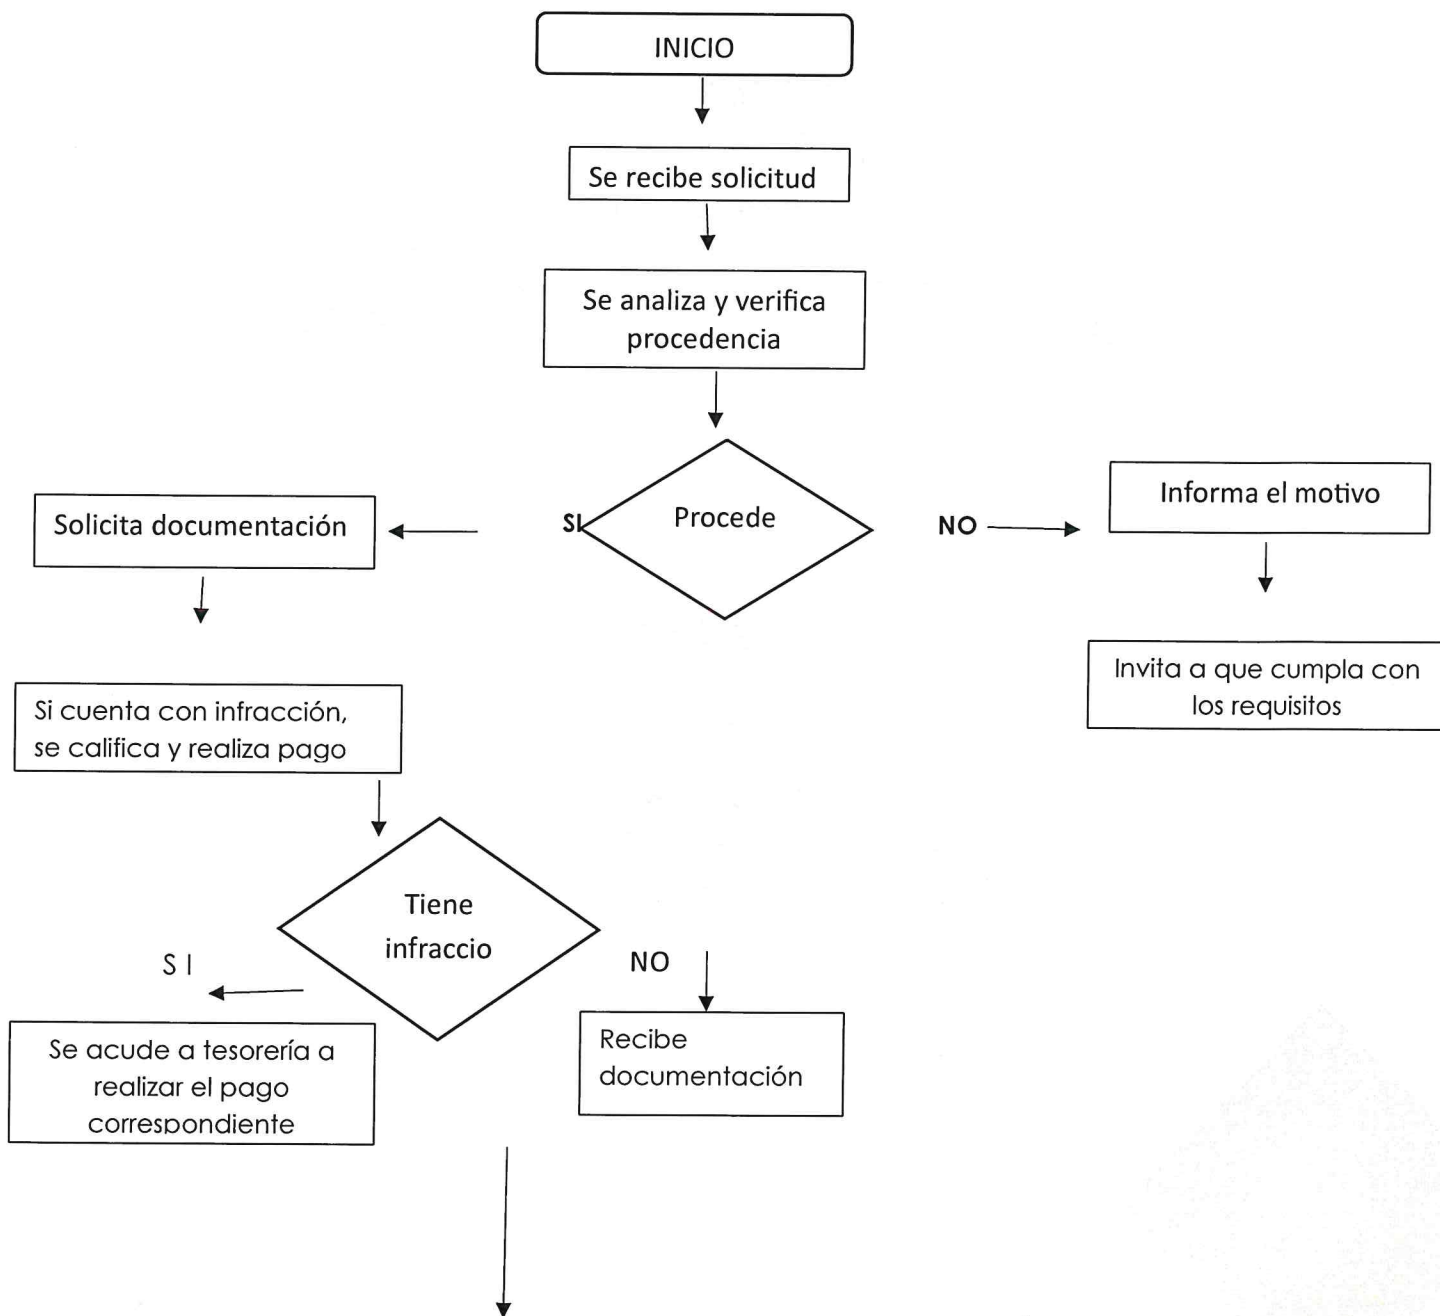 INICIO
Se recibe solicitud
Se analiza y verifica
procedencia
Procede
SI
NO
Solicita documentación
Informa el motivo
Invita a que cumpla con
los requisitos
Si cuenta con infracción,
se califica y realiza pago
Tiene
infraccio
S I
NO
Se acude a tesorería a
realizar el pago
correspondiente
Recibe
documentación